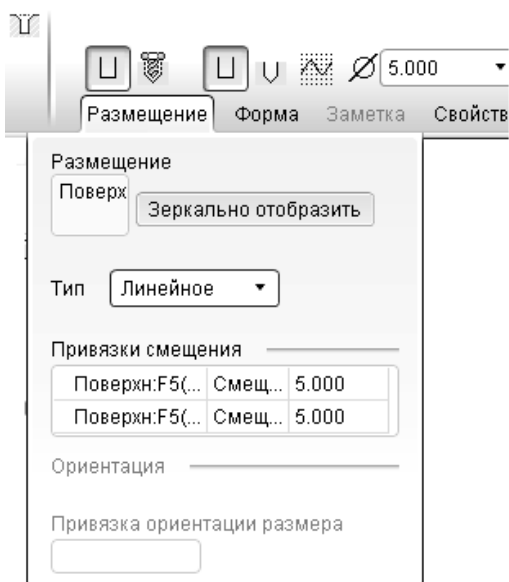 5.000
Размещение Форма Заметка Свойств
Размещение
Поверх
Зеркально отобразить
Тип Линейное
Привязки смещения
Поверхн:F5(... Смещ... 5.000
Поверхн:F5(... Смещ... 5.000
Ориентация
Привязка ориентации размера